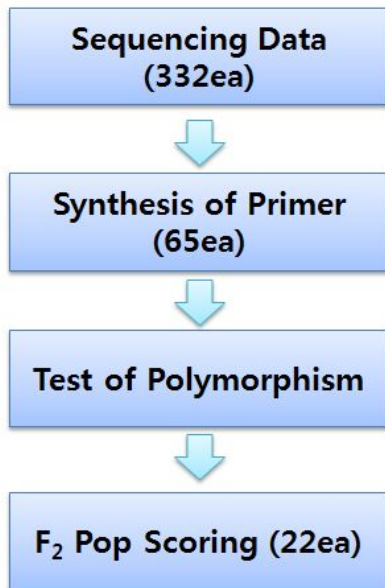 Sequencing Data
(332ea)
Synthesis of Primer
(65ea)
Test of Polymorphism
F₂ Pop Scoring (22ea)